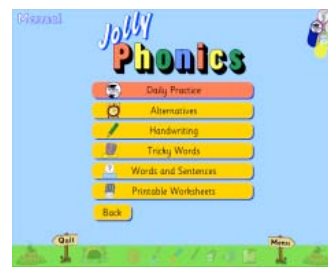 Manual
Jolly
Phonics
Daily Practice
Alternatives
Handwriting
Tricky Words
Words and Sentences
Printable Worksheets
Back
Quit
Menu